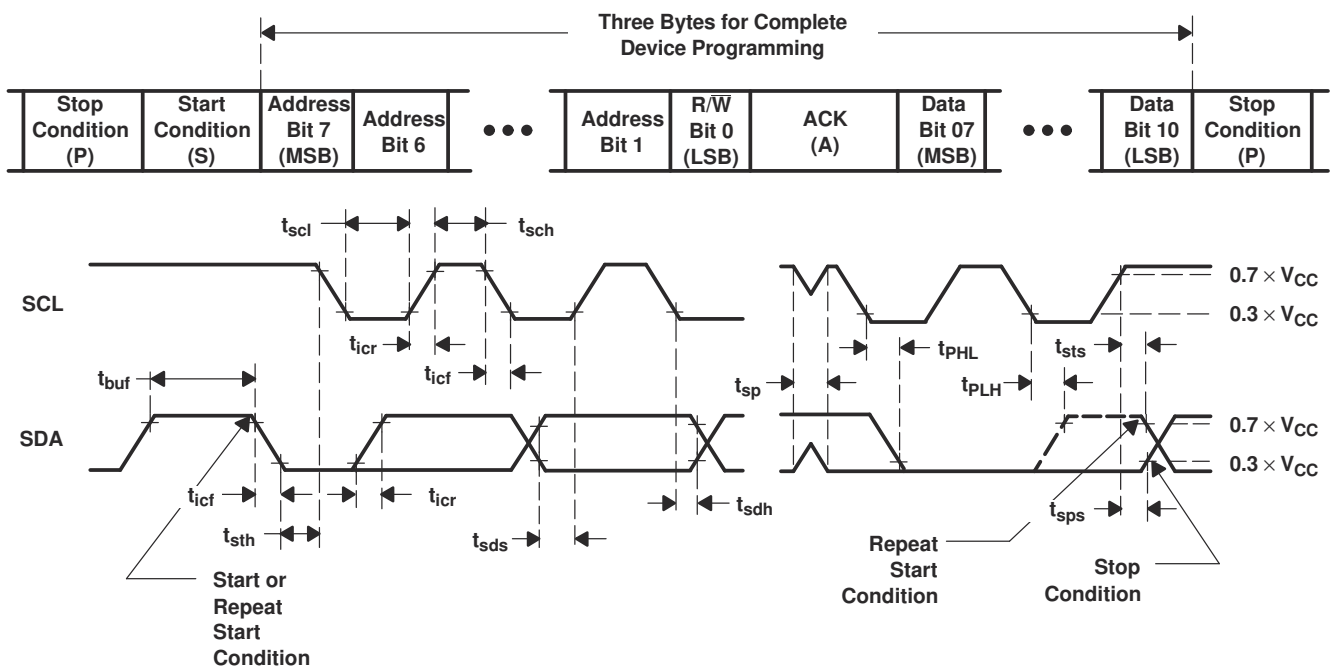 Three Bytes for Complete
Device Programming
Stop
Condition
(P)
Start
Condition
(S)
Address
Bit 7
(MSB)
Address
Bit 6
•••
Address
Bit 1
R/W̅
Bit 0
(LSB)
ACK
(A)
Data
Bit 07
(MSB)
•••
Data
Bit 10
(LSB)
Stop
Condition
(P)
tscl
tsch
SCL
0.7 × VCC
0.3 × VCC
ticr
tPHL
tsts
tbuf
ticf
tsp
tPLH
SDA
0.7 × VCC
0.3 × VCC
ticf
ticr
tsdh
tsps
tsth
tsds
Start or
Repeat
Start
Condition
Repeat
Start
Condition
Stop
Condition